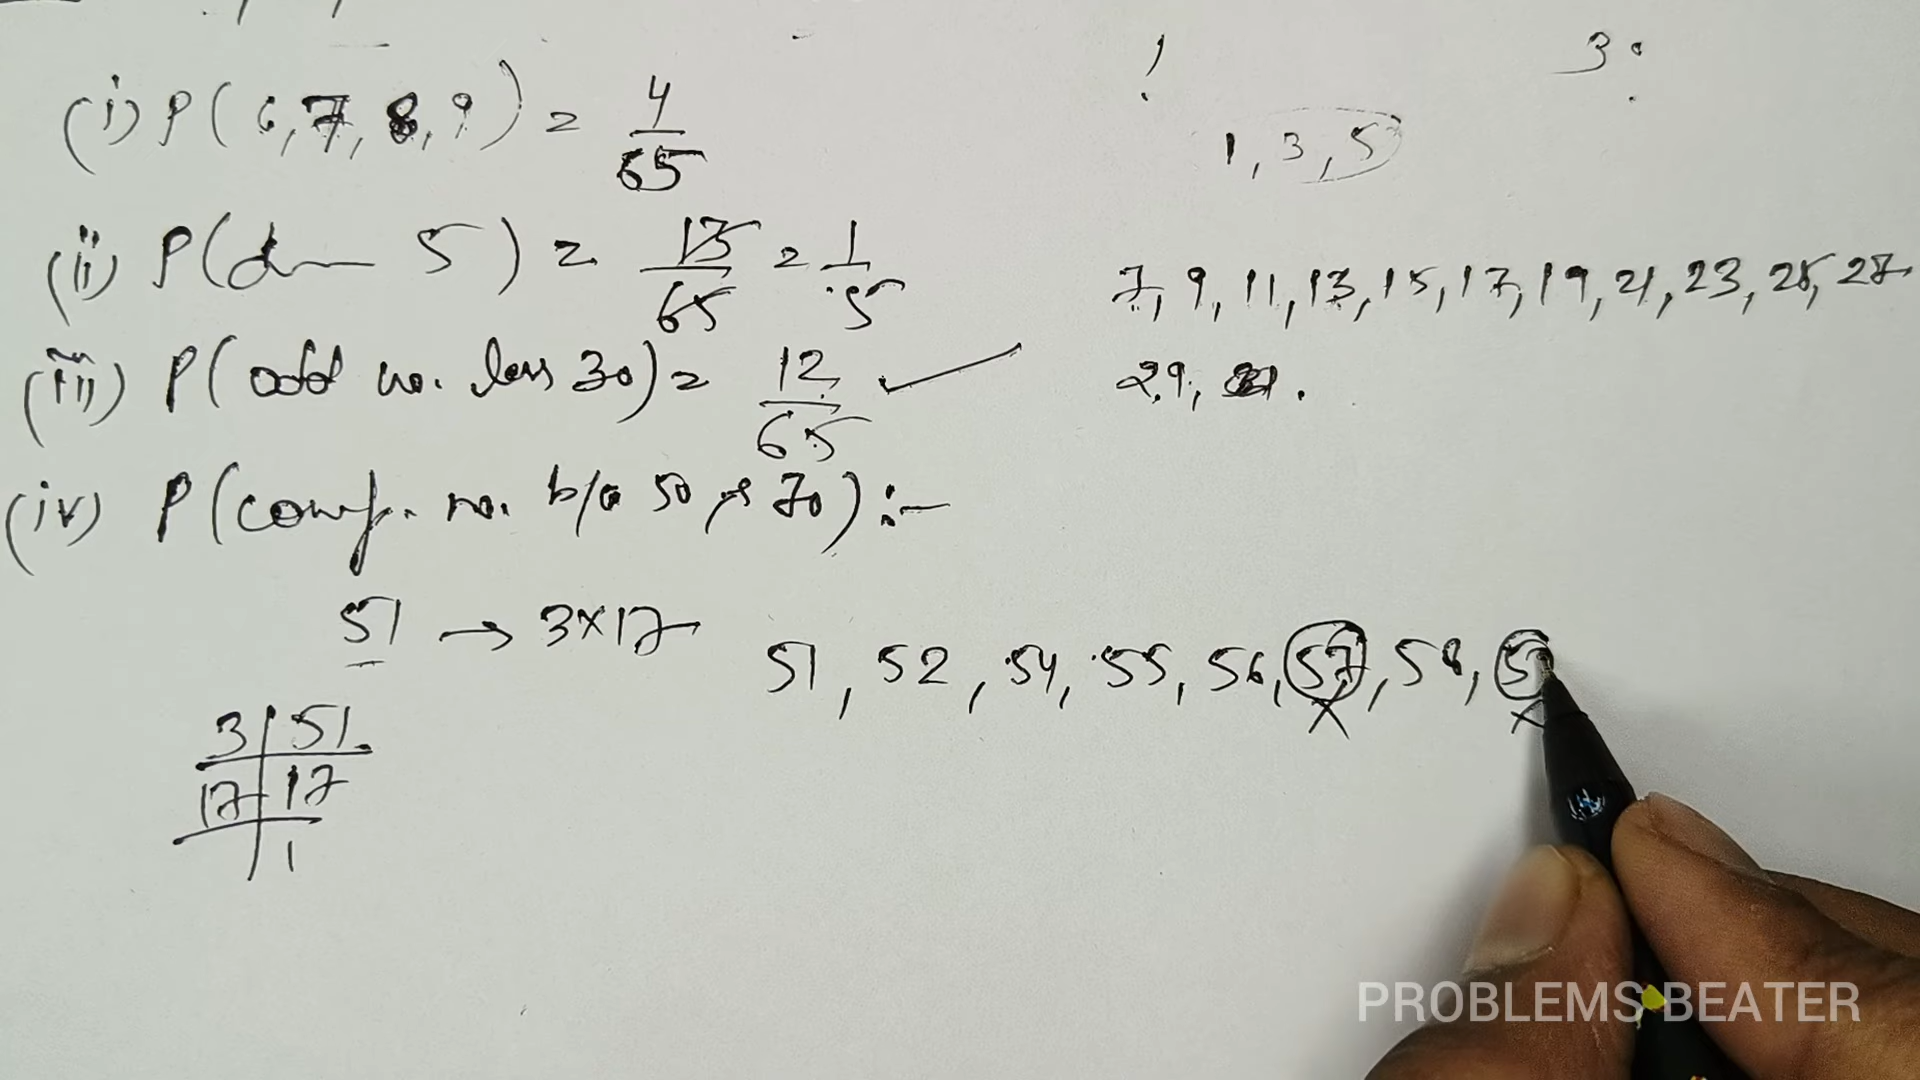 3
1, 3, 5
(i) P(6, 7, 8, 9) = 4/65
(ii) P(d 5) = 13/65 = 1/5
7, 9, 11, 13, 15, 17, 19, 21, 23, 25, 27
29,
(iii) P(odd no. less 30) = 12/65
(iv) P(comp. no. b/w 50 & 70) :-
51 → 3×17
51, 52, 54, 55, 56, 57, 58,
3 | 51
17 | 17
1
PROBLEMS BEATER